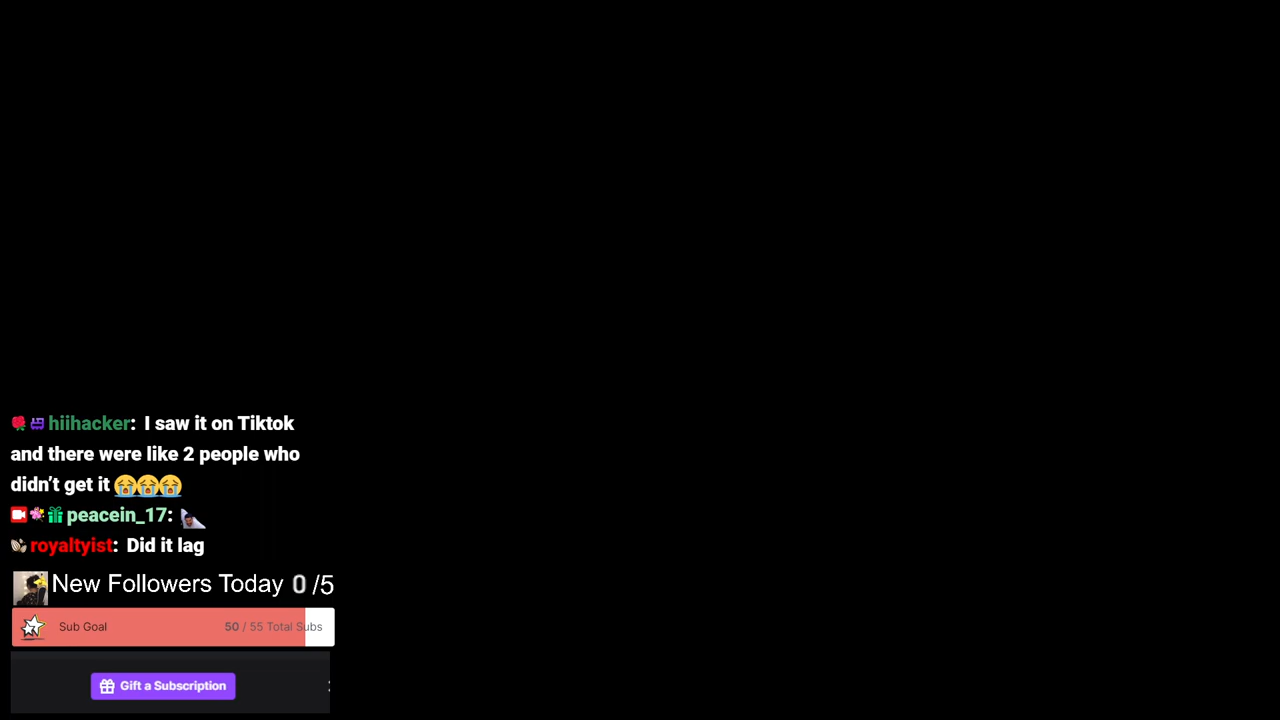 hiihacker: I saw it on Tiktok
and there were like 2 people who
didn't get it 😭😭😭
peacein_17:
royaltyist: Did it lag
New Followers Today 0 /5
Sub Goal 50 / 55 Total Subs
Gift a Subscription